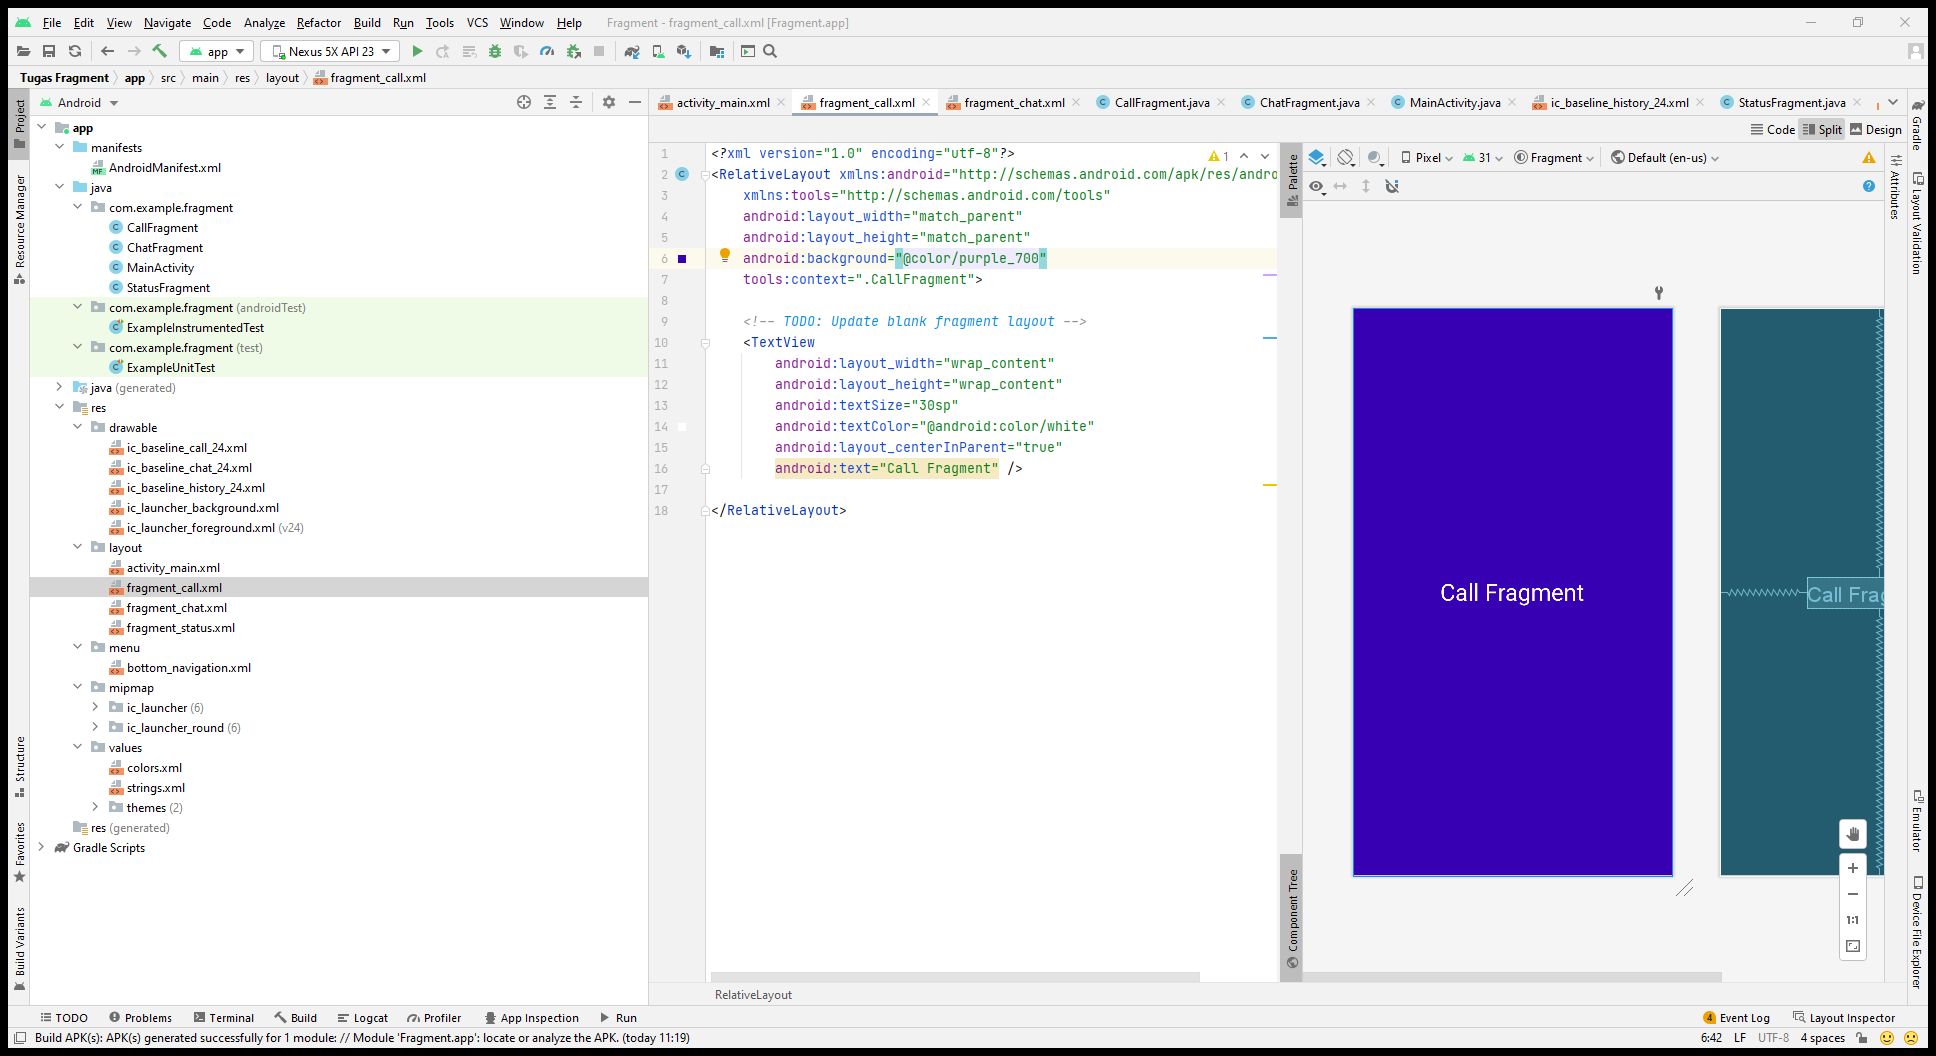 File Edit View Navigate Code Analyze Refactor Build Run Tools VCS Window Help Fragment - fragment_call.xml [Fragment.app]
app Nexus 5X API 23
Tugas Fragment app src main res layout fragment_call.xml
Android
activity_main.xml fragment_call.xml fragment_chat.xml CallFragment.java ChatFragment.java MainActivity.java ic_baseline_history_24.xml StatusFragment.java
Code Split Design
Project
Resource Manager
Structure
Favorites
Build Variants
app
manifests
AndroidManifest.xml
java
com.example.fragment
CallFragment
ChatFragment
MainActivity
StatusFragment
com.example.fragment (androidTest)
ExampleInstrumentedTest
com.example.fragment (test)
ExampleUnitTest
java (generated)
res
drawable
ic_baseline_call_24.xml
ic_baseline_chat_24.xml
ic_baseline_history_24.xml
ic_launcher_background.xml
ic_launcher_foreground.xml (v24)
layout
activity_main.xml
fragment_call.xml
fragment_chat.xml
fragment_status.xml
menu
bottom_navigation.xml
mipmap
ic_launcher (6)
ic_launcher_round (6)
values
colors.xml
strings.xml
themes (2)
res (generated)
Gradle Scripts
1 <?xml version="1.0" encoding="utf-8"?>
2 <RelativeLayout xmlns:android="http://schemas.android.com/apk/res/andro
3 xmlns:tools="http://schemas.android.com/tools"
4 android:layout_width="match_parent"
5 android:layout_height="match_parent"
6 android:background="@color/purple_700"
7 tools:context=".CallFragment">
8
9 <!-- TODO: Update blank fragment layout -->
10 <TextView
11 android:layout_width="wrap_content"
12 android:layout_height="wrap_content"
13 android:textSize="30sp"
14 android:textColor="@android:color/white"
15 android:layout_centerInParent="true"
16 android:text="Call Fragment" />
17
18 </RelativeLayout>
1
RelativeLayout
Palette
Component Tree
Pixel 31 Fragment Default (en-us)
Call Fragment
Call Frag
1:1
Gradle
Layout Validation
Attributes
Emulator
Device File Explorer
TODO Problems Terminal Build Logcat Profiler App Inspection Run
4 Event Log Layout Inspector
Build APK(s): APK(s) generated successfully for 1 module: // Module 'Fragment.app': locate or analyze the APK. (today 11:19)
6:42 LF UTF-8 4 spaces